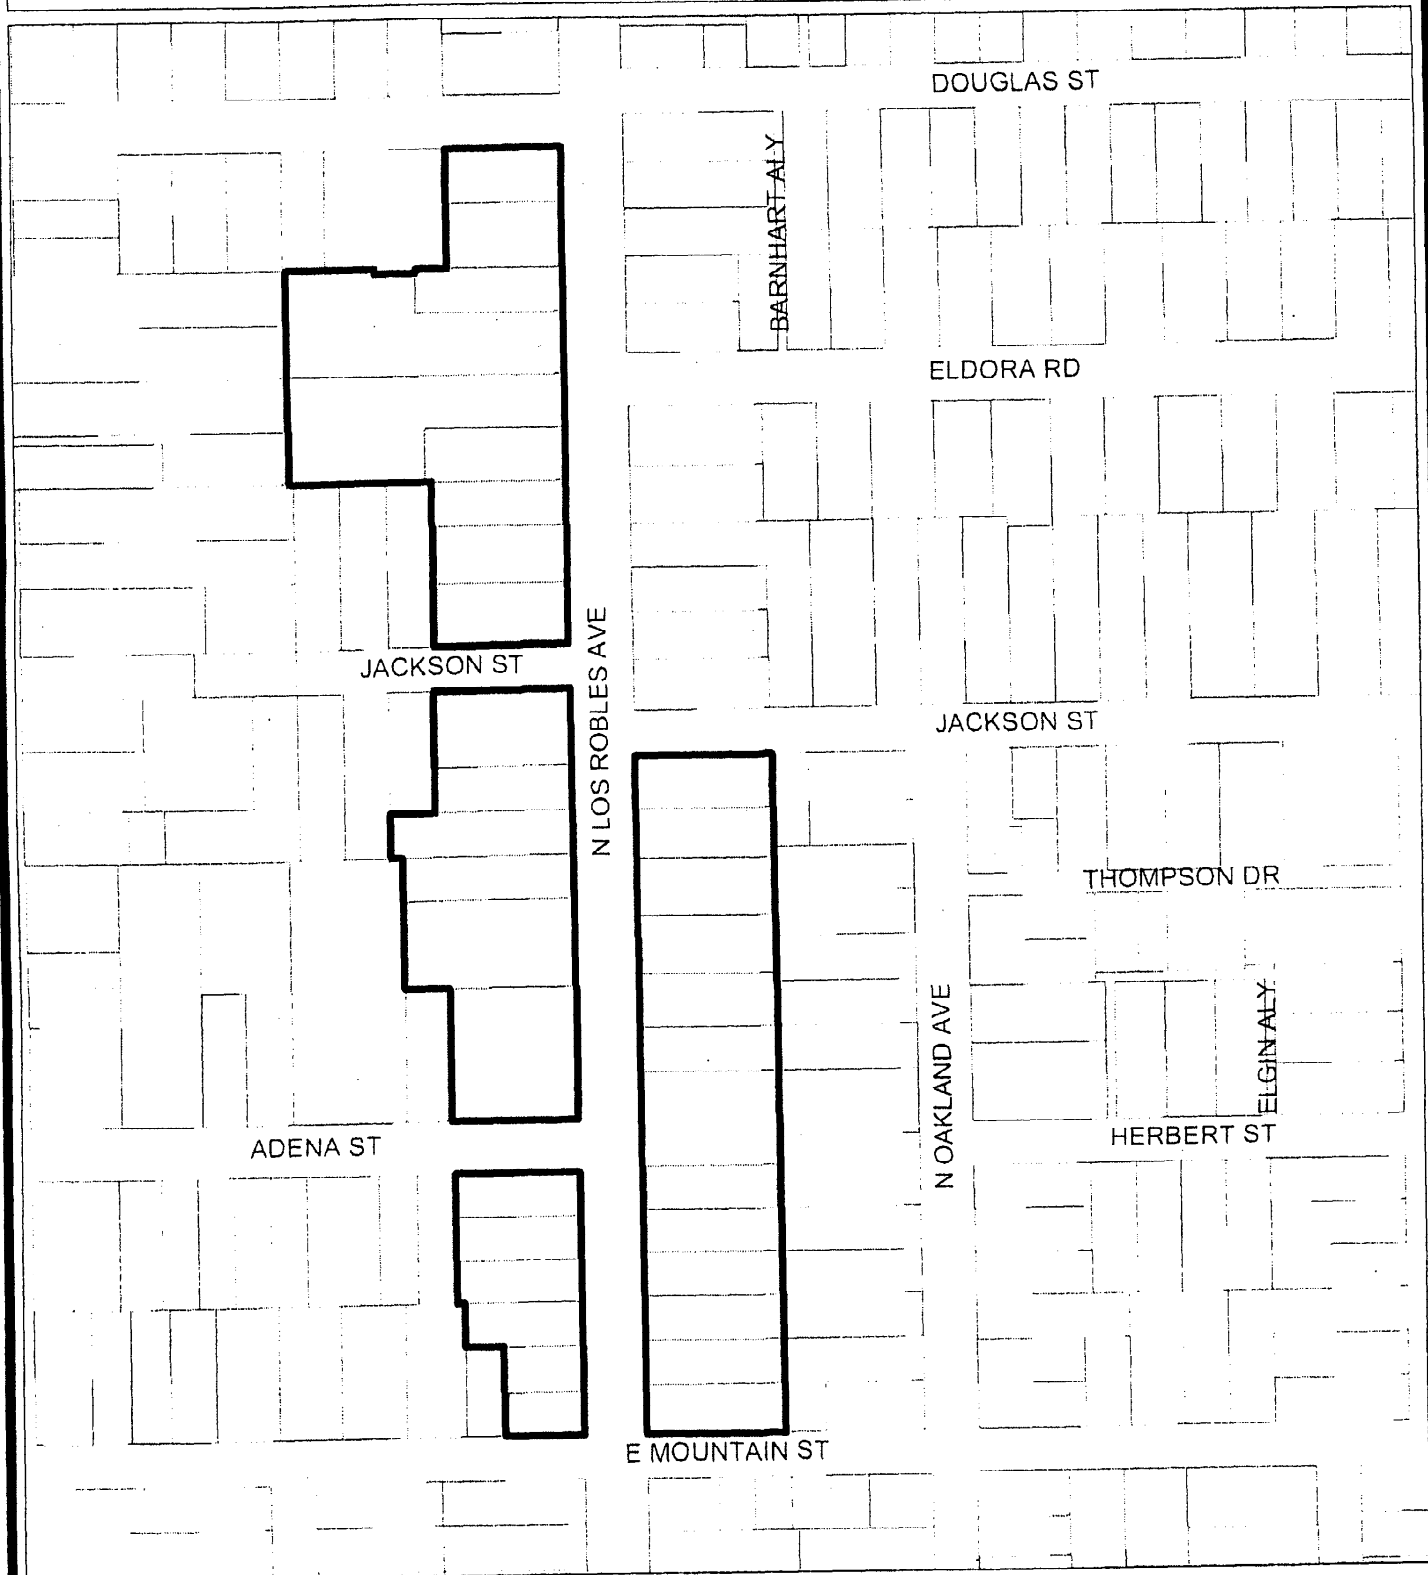 DOUGLAS ST
BARNHART ALY
ELDORA RD
N LOS ROBLES AVE
JACKSON ST
JACKSON ST
THOMPSON DR
N OAKLAND AVE
ELGIN ALY
ADENA ST
HERBERT ST
E MOUNTAIN ST